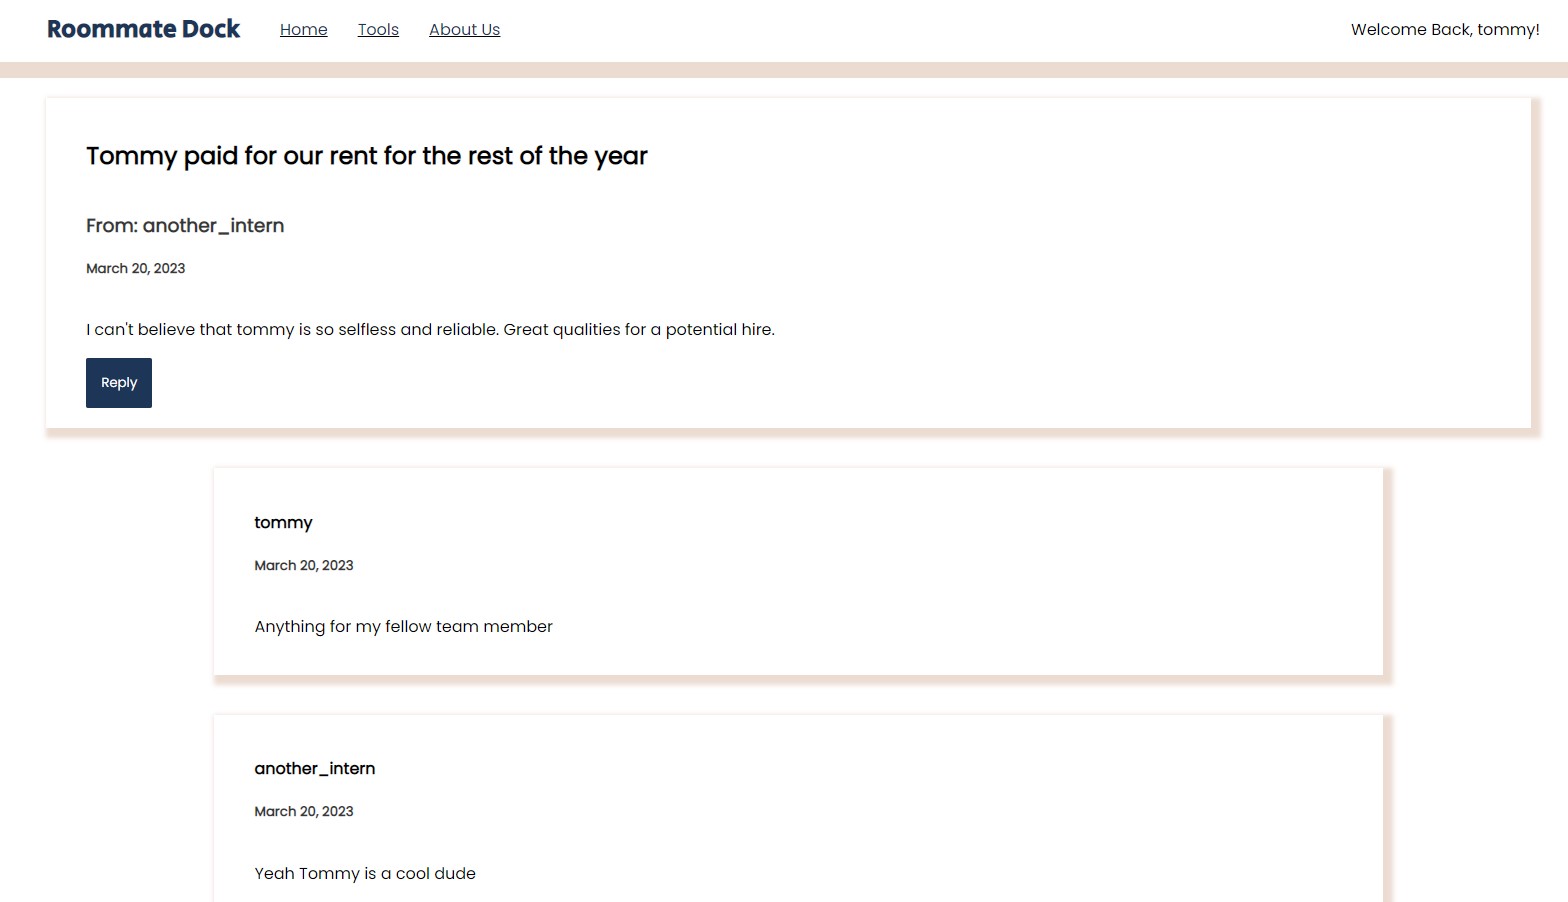 Roommate Dock Home Tools About Us Welcome Back, tommy!
Tommy paid for our rent for the rest of the year
From: another_intern
March 20, 2023
I can't believe that tommy is so selfless and reliable. Great qualities for a potential hire.
Reply
tommy
March 20, 2023
Anything for my fellow team member
another_intern
March 20, 2023
Yeah Tommy is a cool dude